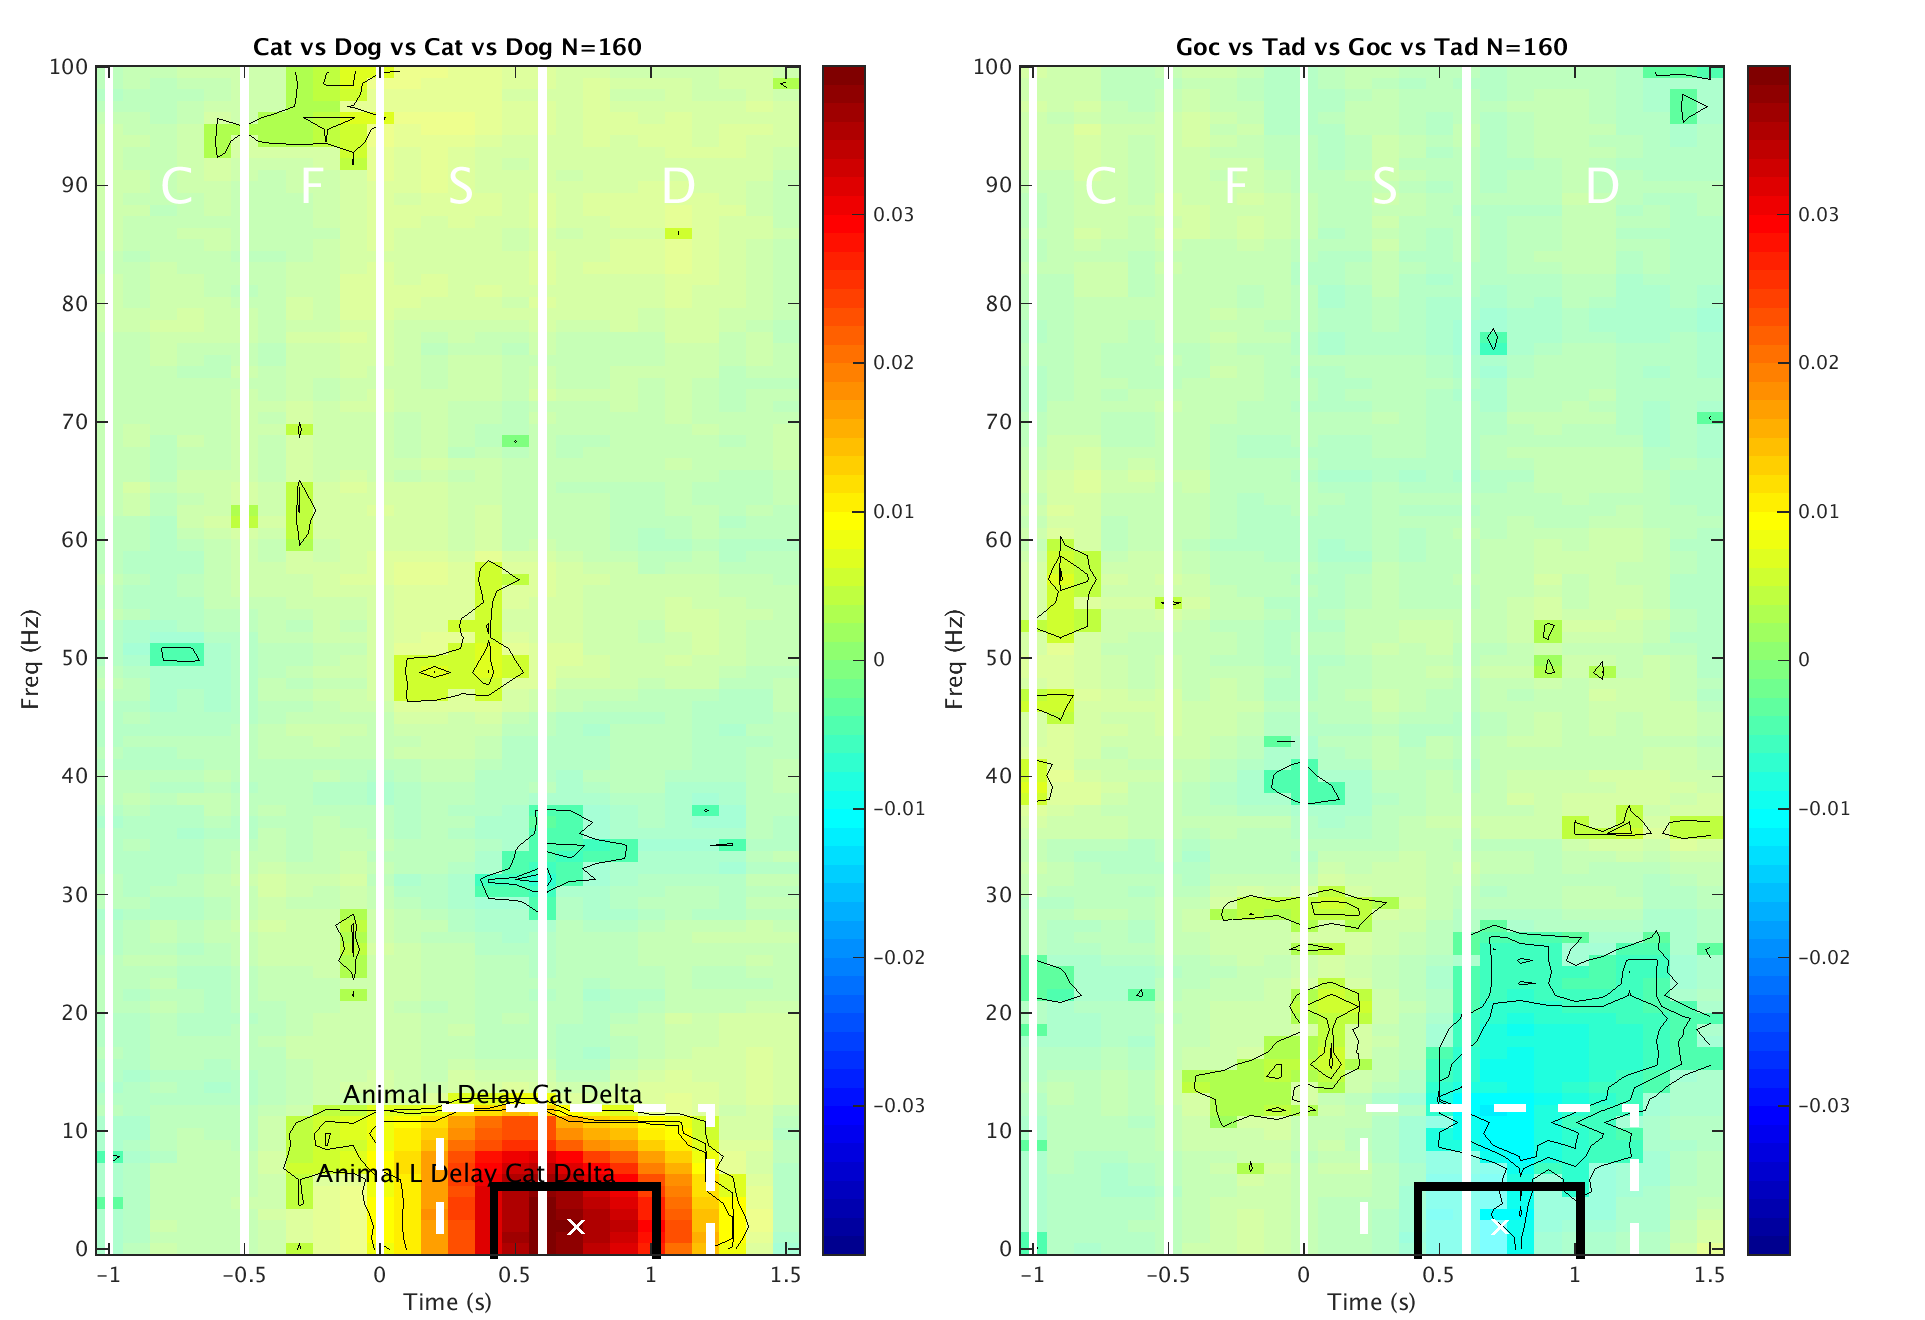 Cat vs Dog vs Cat vs Dog N=160
100
90
80
70
60
50
40
30
20
10
0
Freq (Hz)
C F S D
Animal L Delay Cat Delta
Animal L Delay Cat Delta
x
-1 -0.5 0 0.5 1 1.5
Time (s)
0.03
0.02
0.01
0
-0.01
-0.02
-0.03
Goc vs Tad vs Goc vs Tad N=160
100
90
80
70
60
50
40
30
20
10
0
Freq (Hz)
C F S D
x
-1 -0.5 0 0.5 1 1.5
Time (s)
0.03
0.02
0.01
0
-0.01
-0.02
-0.03